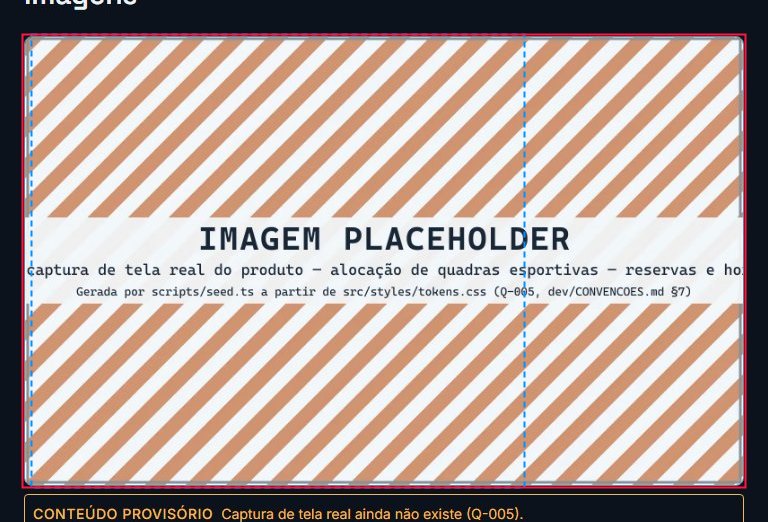 Imagens
IMAGEM PLACEHOLDER
captura de tela real do produto — alocação de quadras esportivas — reservas e ho
Gerada por scripts/seed.ts a partir de src/styles/tokens.css (Q-005, dev/CONVENCOES.md §7)
CONTEÚDO PROVISÓRIO Captura de tela real ainda não existe (Q-005).